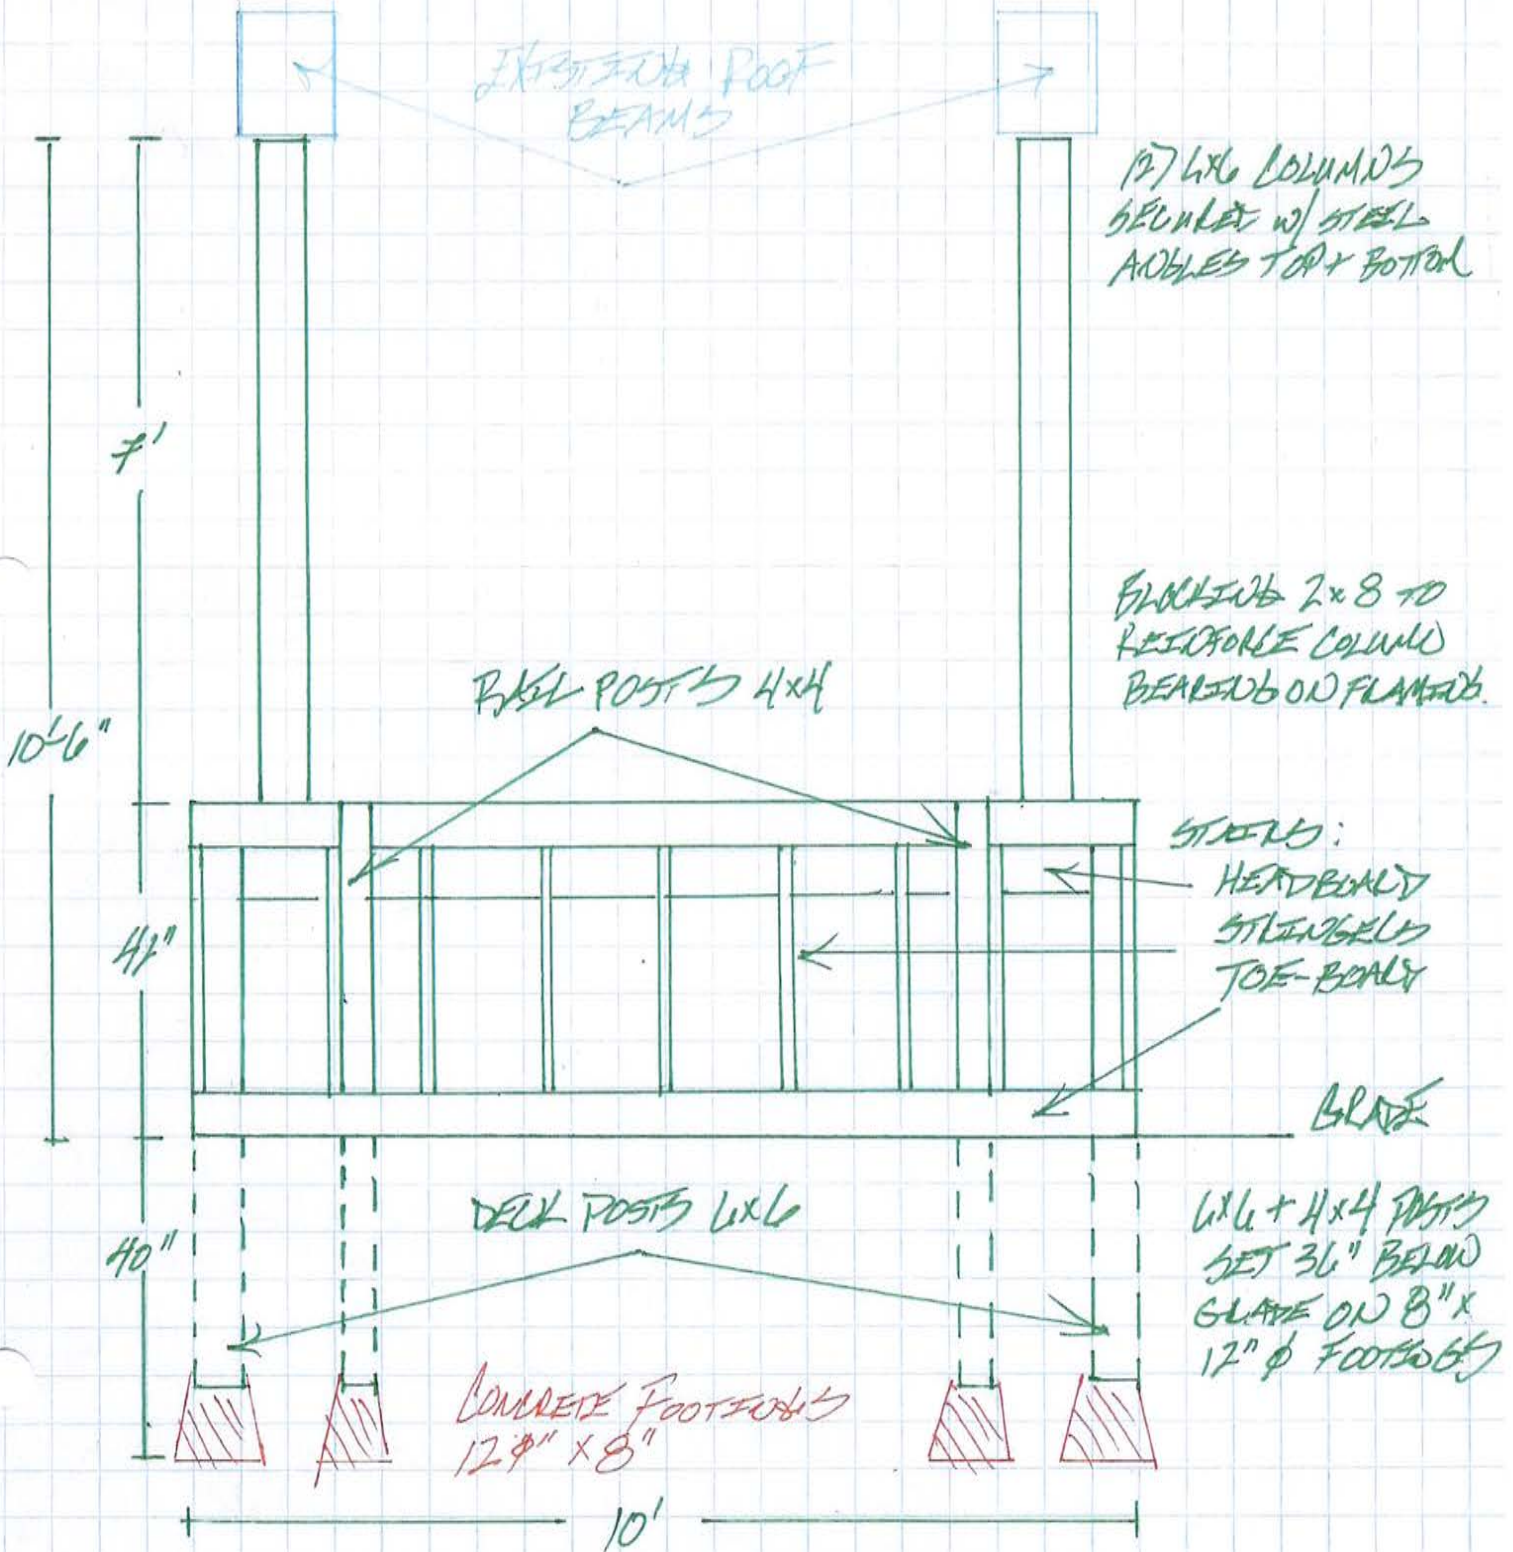 EXISTING ROOF
BEAMS
(2) 6x6 COLUMNS
SECURED w/ STEEL
ANGLES TOP + BOTTOM
7'
BLOCKING 2x8 TO
REINFORCE COLUMN
BEARING ON FRAMING.
RAIL POSTS 4x4
10'-6"
STAIRS:
HEADBOARD
STRINGERS
TOE-BOARD
GRADE
DECK POSTS 6x6
40"
6x6 + 4x4 POSTS
SET 36" BELOW
GRADE ON 8" x
12" ϕ FOOTINGS
CONCRETE FOOTINGS
12 ϕ" x 8"
10'